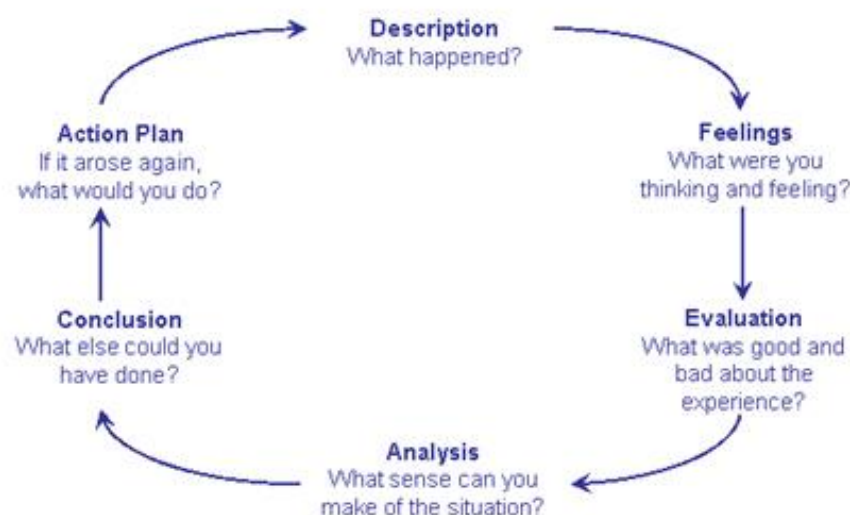 Description
What happened?
Feelings
What were you
thinking and feeling?
Evaluation
What was good and
bad about the
experience?
Analysis
What sense can you
make of the situation?
Conclusion
What else could you
have done?
Action Plan
If it arose again,
what would you do?